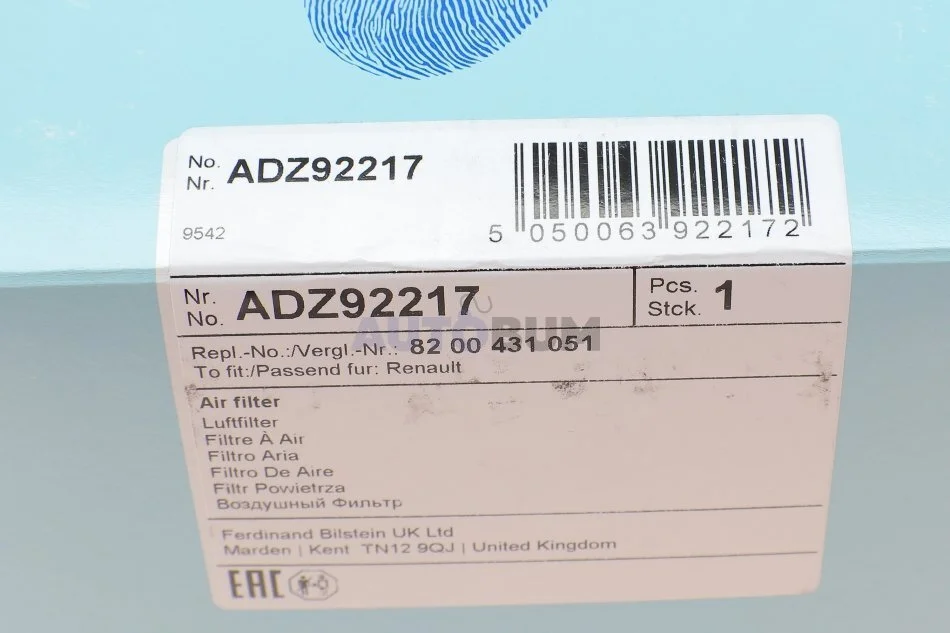 No.
Nr. ADZ92217
9542
5 050063 922172
Nr.
No. ADZ92217
Pcs.
Stck. 1
AUTOBUM
Repl.-No.:/Vergl.-Nr.: 82 00 431 051
To fit:/Passend fur: Renault
Air filter
Luftfilter
Filtre À Air
Filtro Aria
Filtro De Aire
Filtr Powietrza
Воздушный Фильтр
Ferdinand Bilstein UK Ltd
Marden | Kent TN12 9QJ | United Kingdom
EAC